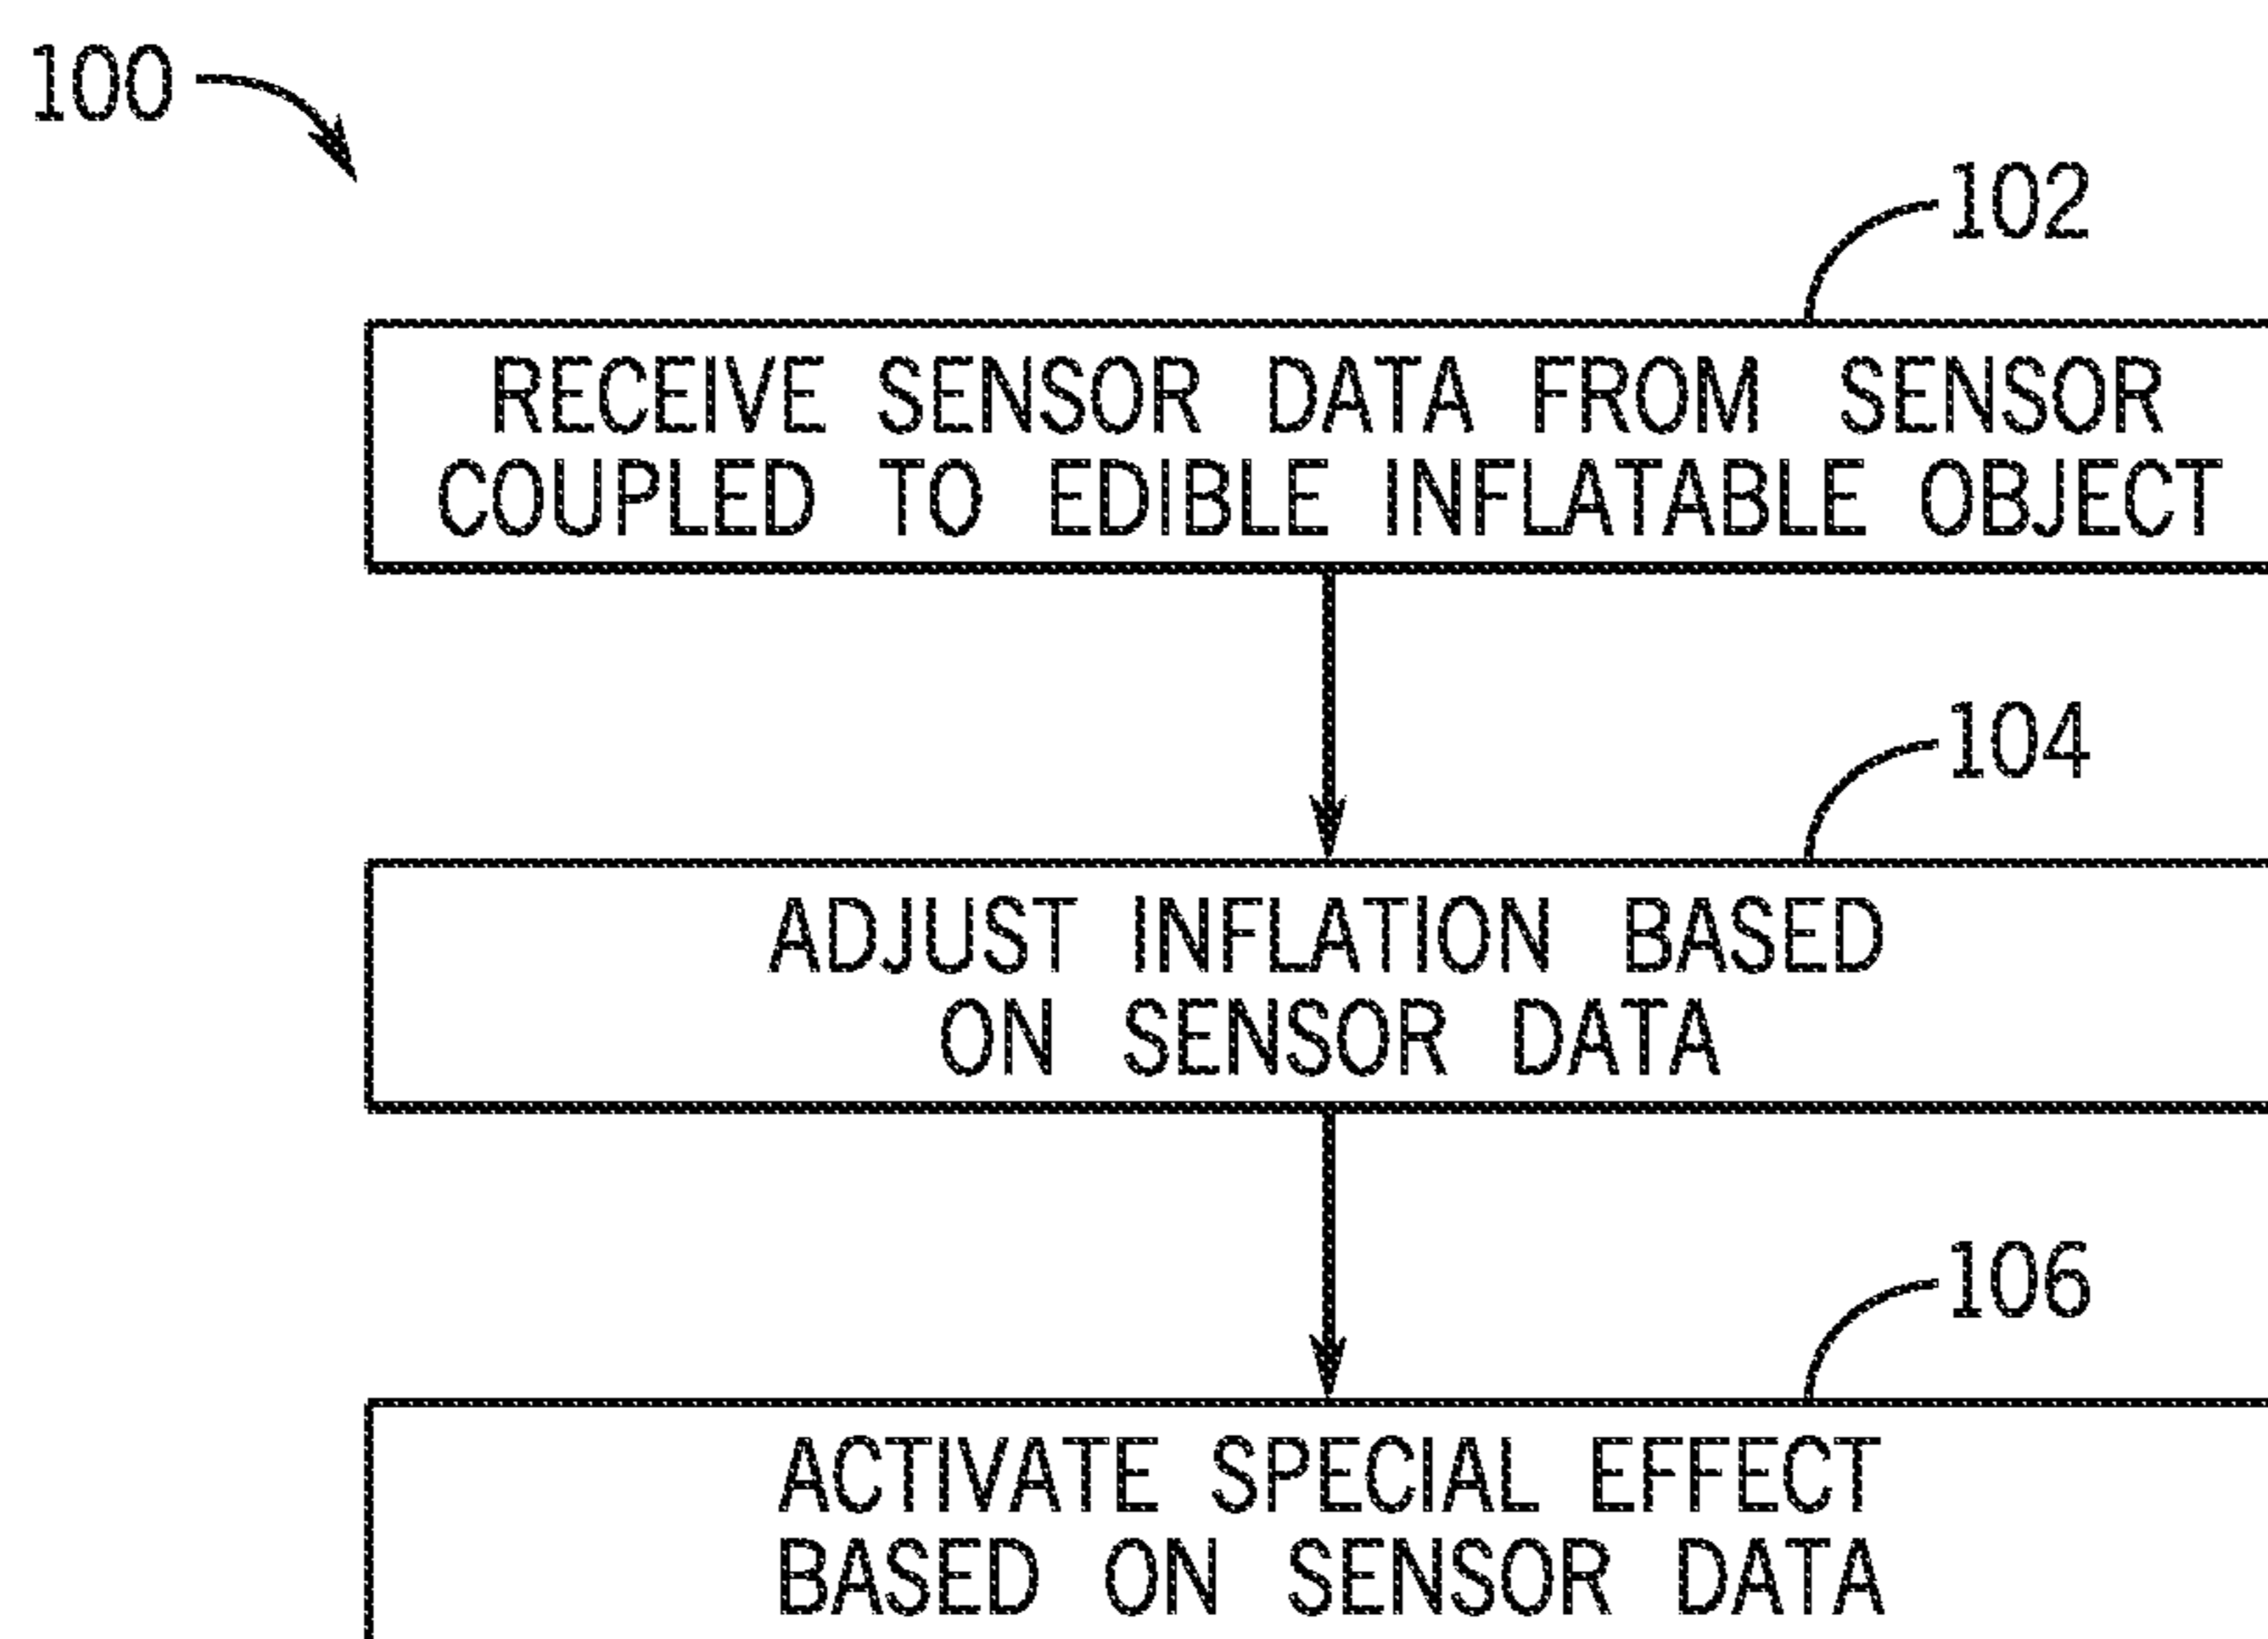 100
102
RECEIVE SENSOR DATA FROM SENSOR
COUPLED TO EDIBLE INFLATABLE OBJECT
104
ADJUST INFLATION BASED
ON SENSOR DATA
106
ACTIVATE SPECIAL EFFECT
BASED ON SENSOR DATA